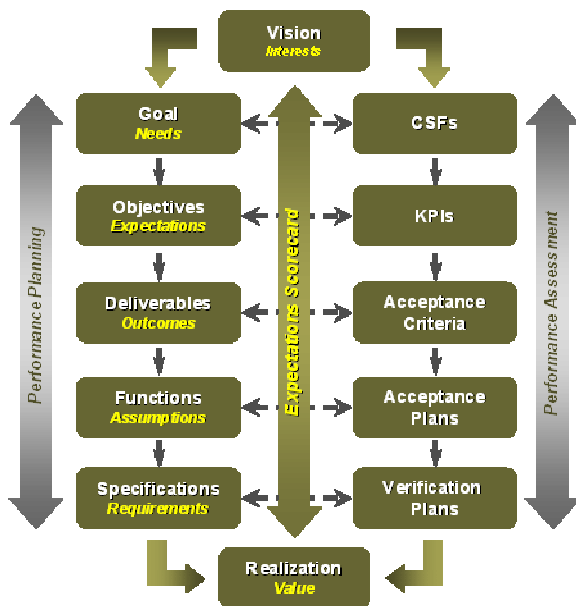 Vision
Interests
Goal
Needs
CSFs
Objectives
Expectations
KPIs
Deliverables
Outcomes
Acceptance
Criteria
Functions
Assumptions
Acceptance
Plans
Specifications
Requirements
Verification
Plans
Realization
Value
Performance Planning
Expectations Scorecard
Performance Assessment